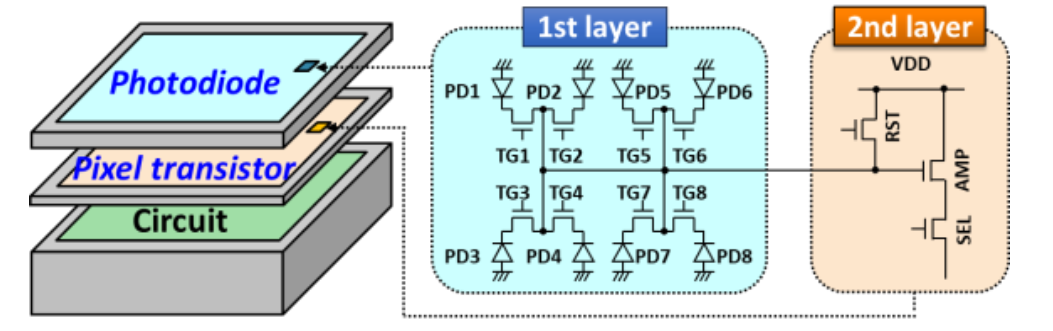 1st layer
2nd layer
VDD
Photodiode
PD1
PD2
PD5
PD6
RST
TG1
TG2
TG5
TG6
AMP
Pixel transistor
TG3
TG4
TG7
TG8
Circuit
SEL
PD3
PD4
PD7
PD8